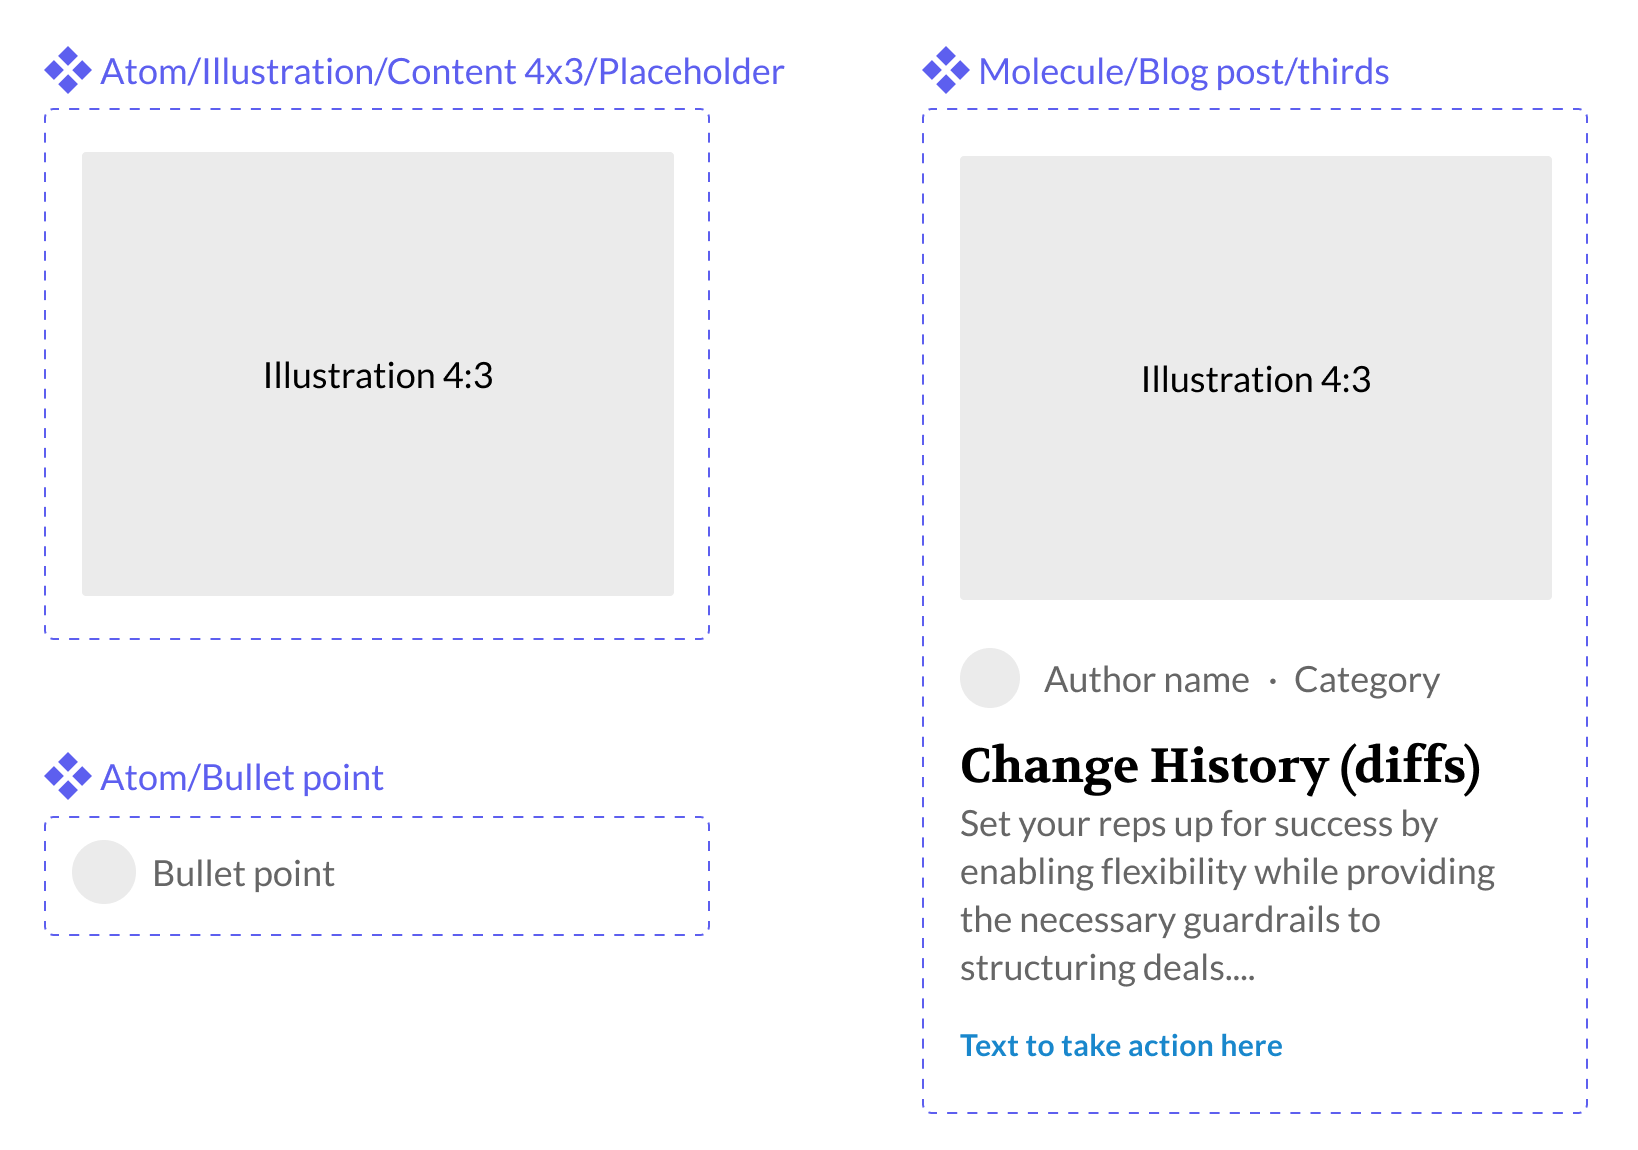 Atom/Illustration/Content 4x3/Placeholder
Illustration 4:3
Atom/Bullet point
Bullet point
Molecule/Blog post/thirds
Illustration 4:3
Author name · Category
Change History (diffs)
Set your reps up for success by
enabling flexibility while providing
the necessary guardrails to
structuring deals....
Text to take action here